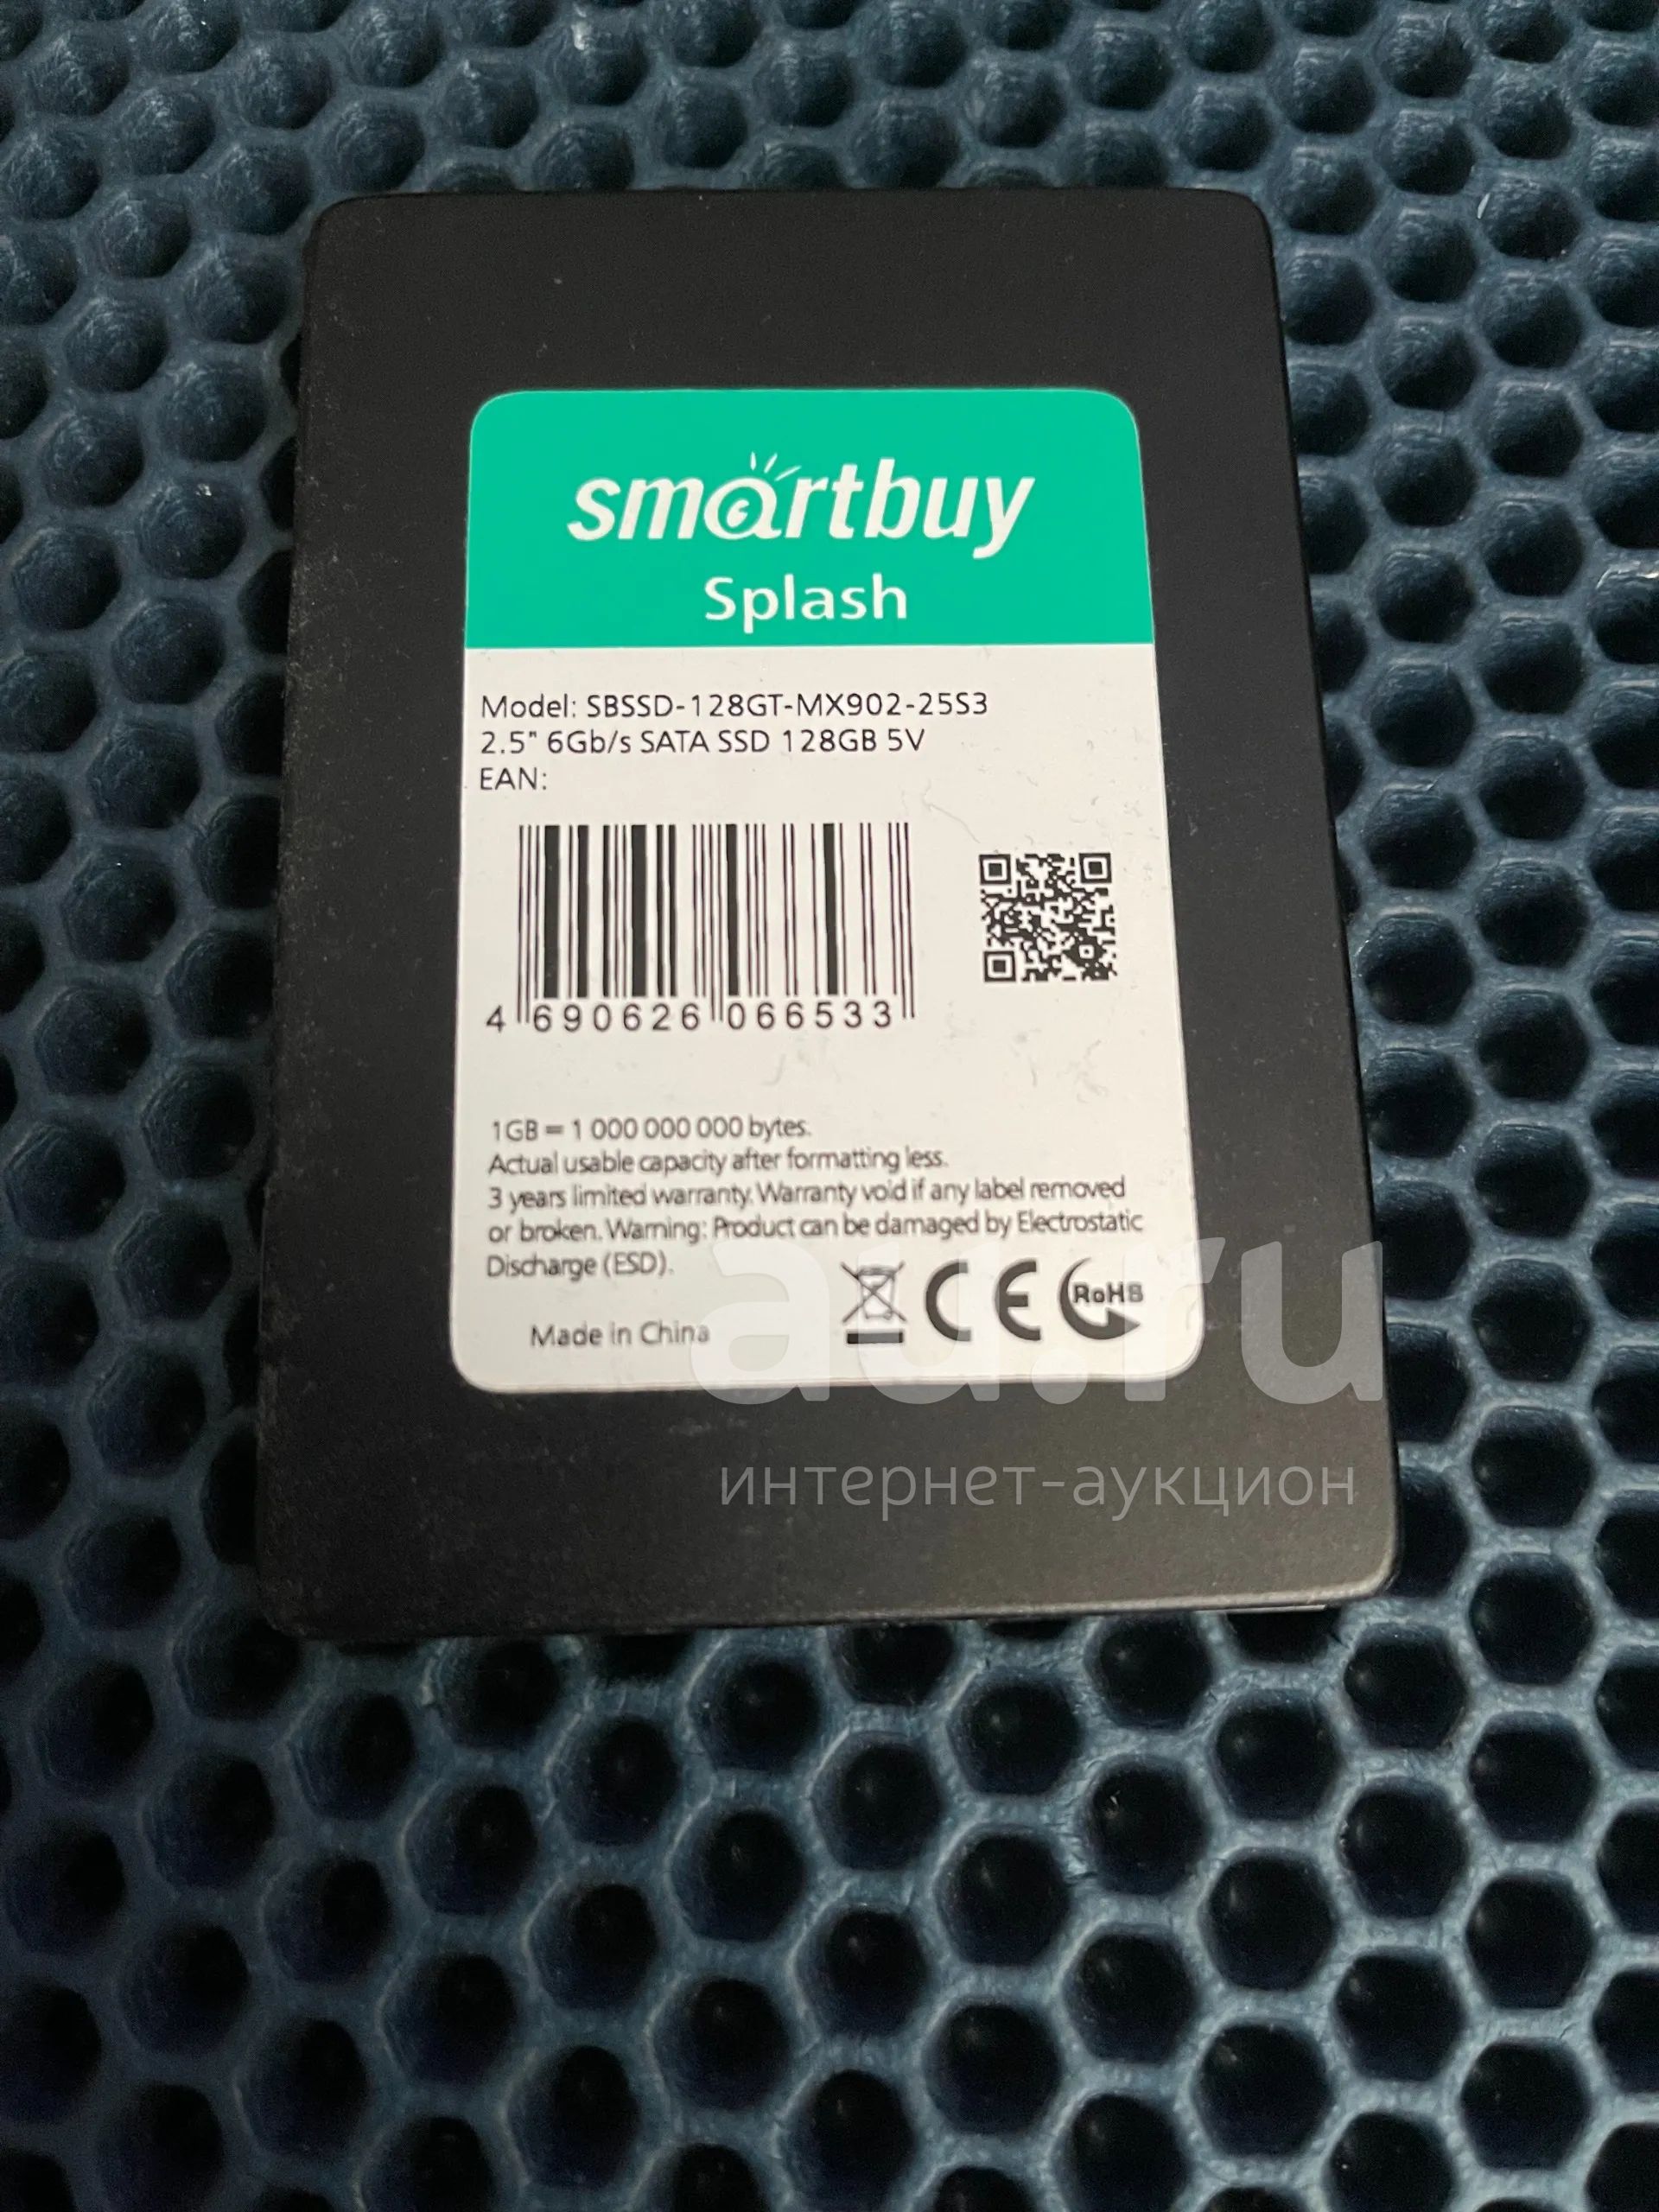 smartbuy
Splash
Model: SBSSD-128GT-MX902-25S3
2.5" 6Gb/s SATA SSD 128GB 5V
EAN:
4 690626 066533
1GB = 1 000 000 000 bytes.
Actual usable capacity after formatting less.
3 years limited warranty. Warranty void if any label removed
or broken. Warning: Product can be damaged by Electrostatic
Discharge (ESD).
Made in China
CE RoHS
au.ru
интернет-аукцион